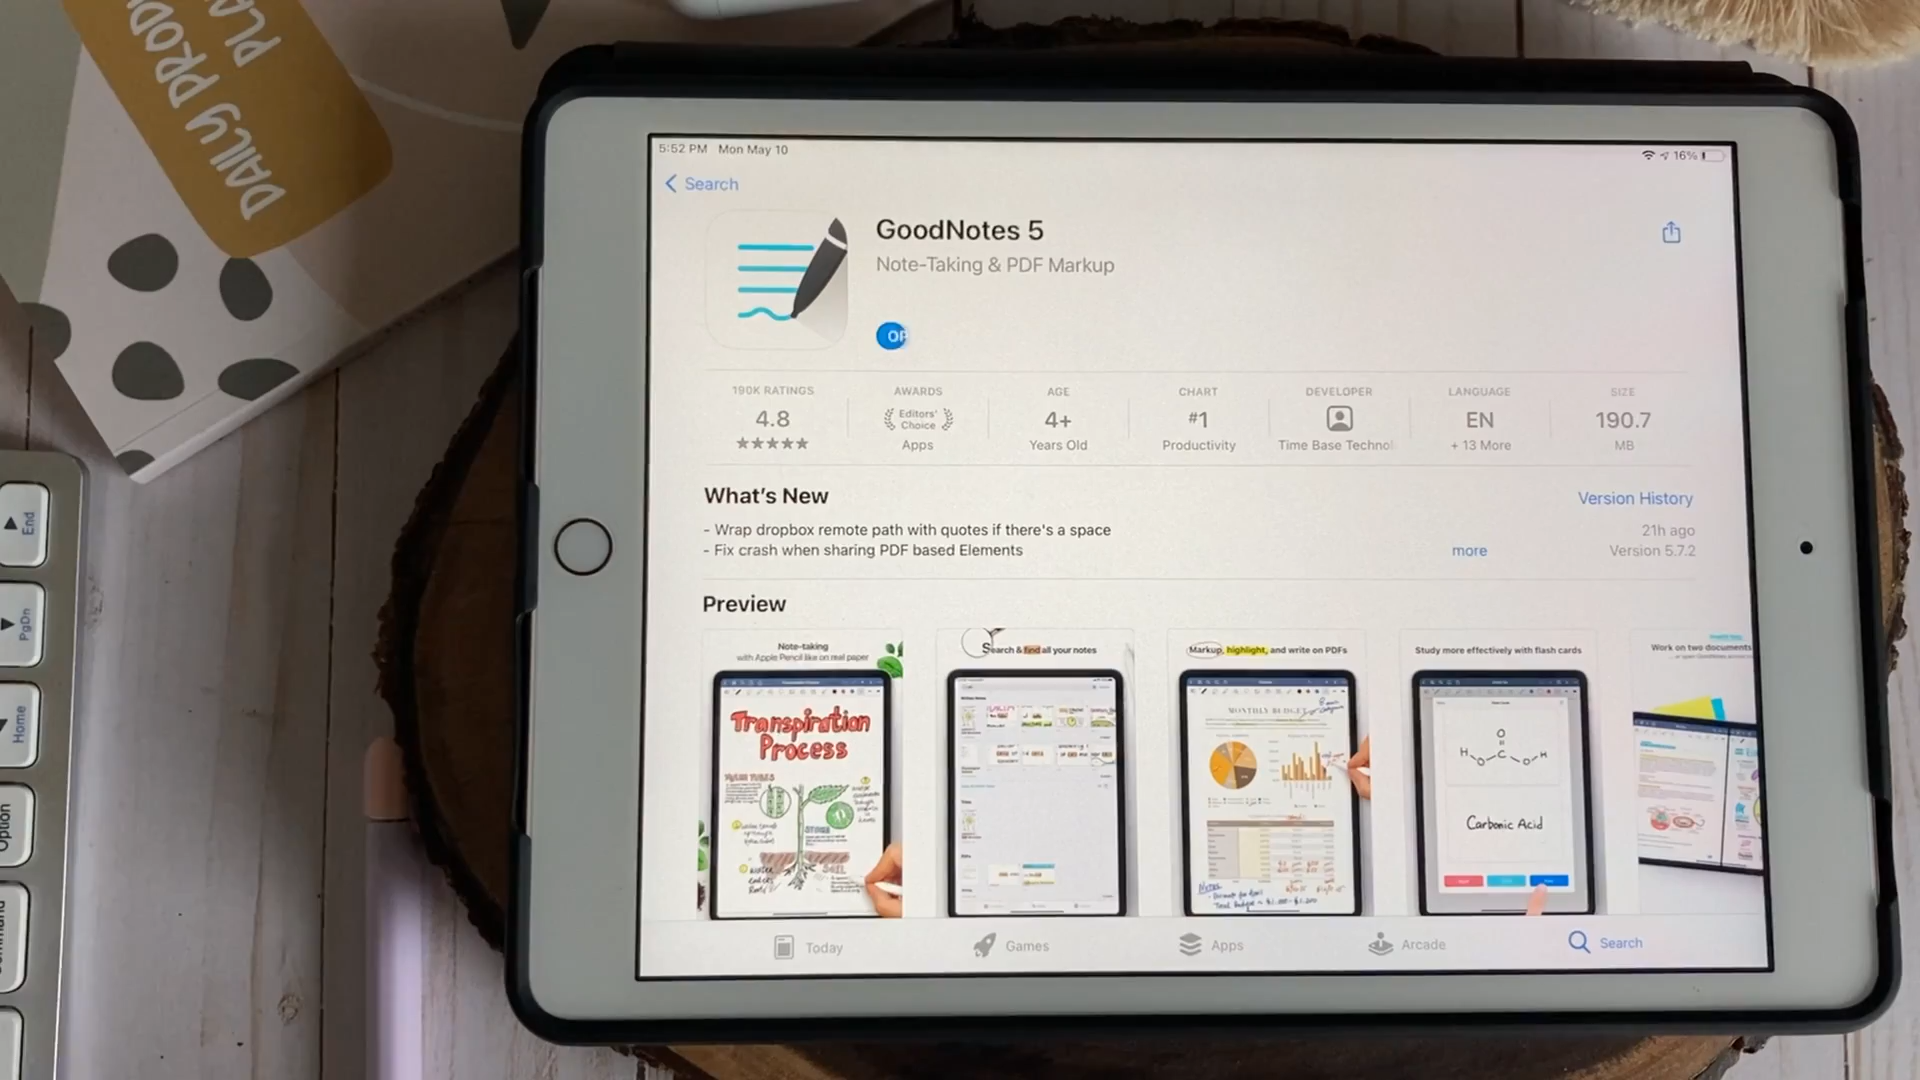 DAILY PROD
PLA
5:52 PM Mon May 10
16%
Search
GoodNotes 5
Note-Taking & PDF Markup
OP
190K RATINGS
4.8
★★★★★
AWARDS
Editors'
Choice
Apps
AGE
4+
Years Old
CHART
#1
Productivity
DEVELOPER
Time Base Technol
LANGUAGE
EN
+ 13 More
SIZE
190.7
MB
What's New
Version History
- Wrap dropbox remote path with quotes if there's a space
21h ago
- Fix crash when sharing PDF based Elements
more
Version 5.7.2
Preview
Note-taking
with Apple Pencil like on real paper
Transpiration
Process
SOIL
Search & find all your notes
Markup, highlight, and write on PDFs
MONTHLY BUDGET
Notes
Study more effectively with flash cards
O
H O C O H
Carbonic Acid
Work on two documents
Today
Games
Apps
Arcade
Search
End
PgDn
Home
Option